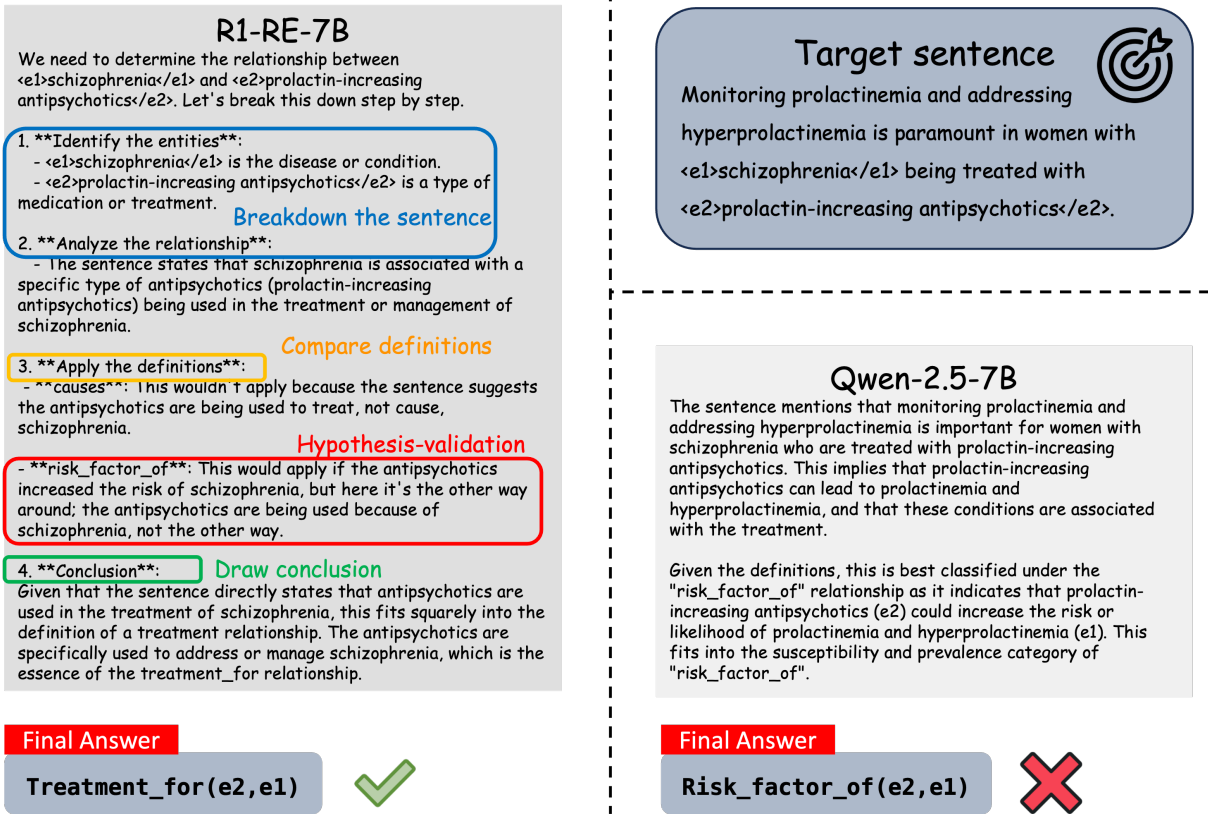 R1-RE-7B
We need to determine the relationship between
<e1>schizophrenia</e1> and <e2>prolactin-increasing
antipsychotics</e2>. Let's break this down step by step.
1. **Identify the entities**:
- <e1>schizophrenia</e1> is the disease or condition.
- <e2>prolactin-increasing antipsychotics</e2> is a type of
medication or treatment.
Breakdown the sentence
2. **Analyze the relationship**:
- The sentence states that schizophrenia is associated with a
specific type of antipsychotics (prolactin-increasing
antipsychotics) being used in the treatment or management of
schizophrenia.
Compare definitions
3. **Apply the definitions**:
- **causes**: This wouldn't apply because the sentence suggests
the antipsychotics are being used to treat, not cause,
schizophrenia.
Hypothesis-validation
- **risk_factor_of**: This would apply if the antipsychotics
increased the risk of schizophrenia, but here it's the other way
around; the antipsychotics are being used because of
schizophrenia, not the other way.
4. **Conclusion**:
Draw conclusion
Given that the sentence directly states that antipsychotics are
used in the treatment of schizophrenia, this fits squarely into the
definition of a treatment relationship. The antipsychotics are
specifically used to address or manage schizophrenia, which is the
essence of the treatment_for relationship.
Final Answer
Treatment_for(e2,e1)
Target sentence
Monitoring prolactinemia and addressing
hyperprolactinemia is paramount in women with
<e1>schizophrenia</e1> being treated with
<e2>prolactin-increasing antipsychotics</e2>.
Qwen-2.5-7B
The sentence mentions that monitoring prolactinemia and
addressing hyperprolactinemia is important for women with
schizophrenia who are treated with prolactin-increasing
antipsychotics. This implies that prolactin-increasing
antipsychotics can lead to prolactinemia and
hyperprolactinemia, and that these conditions are associated
with the treatment.
Given the definitions, this is best classified under the
"risk_factor_of" relationship as it indicates that prolactin-
increasing antipsychotics (e2) could increase the risk or
likelihood of prolactinemia and hyperprolactinemia (e1). This
fits into the susceptibility and prevalence category of
"risk_factor_of".
Final Answer
Risk_factor_of(e2,e1)